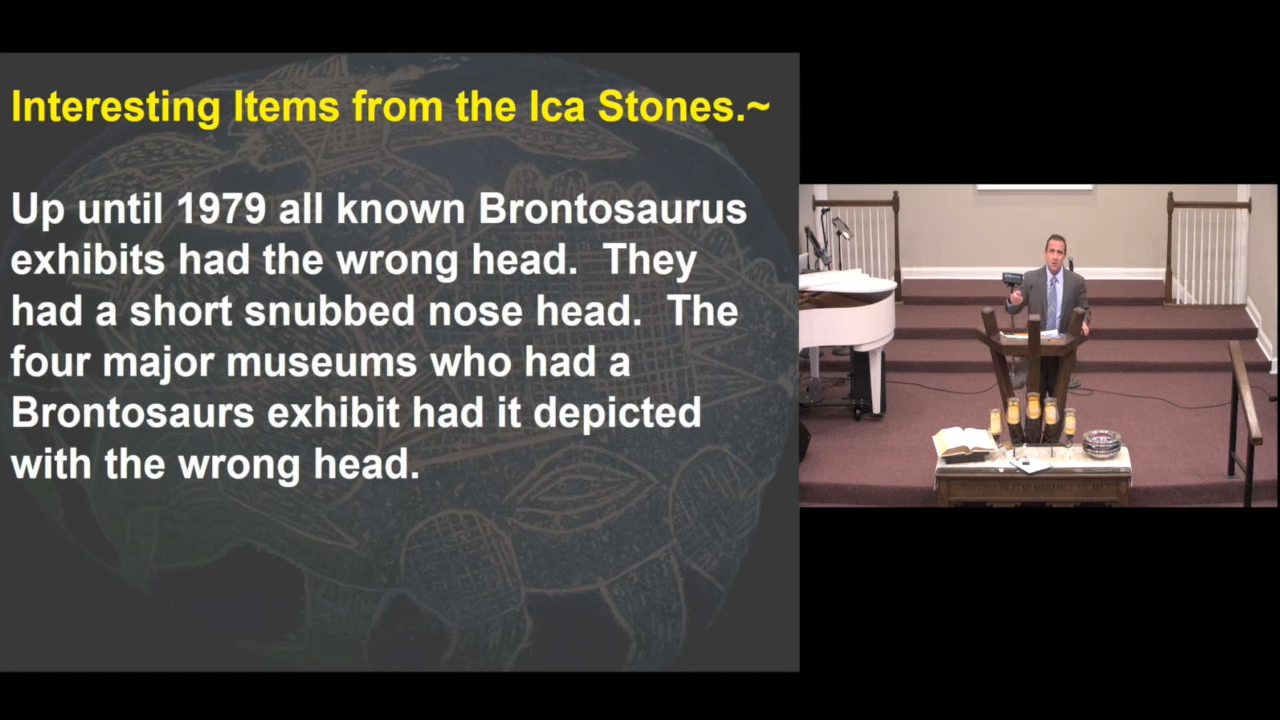 Interesting Items from the Ica Stones.~
Up until 1979 all known Brontosaurus
exhibits had the wrong head. They
had a short snubbed nose head. The
four major museums who had a
Brontosaurs exhibit had it depicted
with the wrong head.